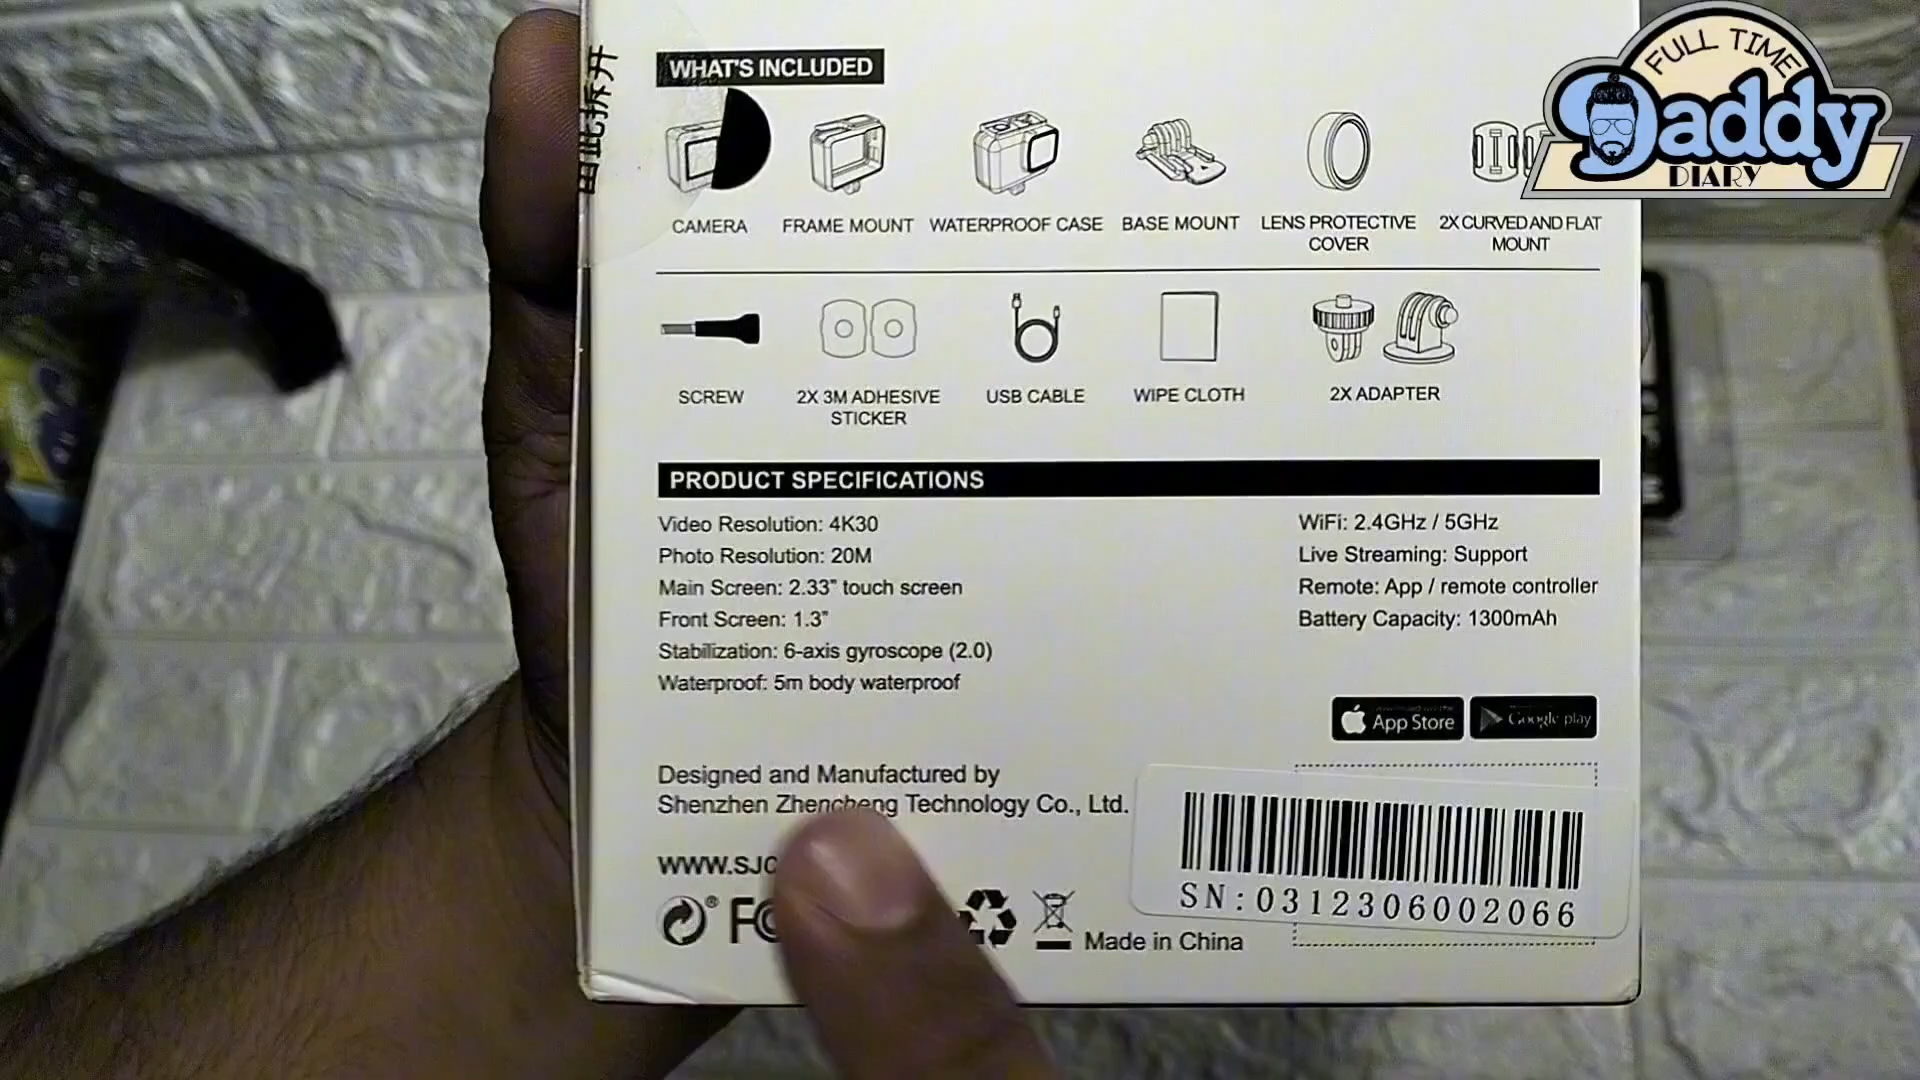 FULL TIME
Daddy
DIARY
由此拆开
WHAT'S INCLUDED
CAMERA
FRAME MOUNT
WATERPROOF CASE
BASE MOUNT
LENS PROTECTIVE
COVER
2X CURVED AND FLAT
MOUNT
SCREW
2X 3M ADHESIVE
STICKER
USB CABLE
WIPE CLOTH
2X ADAPTER
PRODUCT SPECIFICATIONS
Video Resolution: 4K30
Photo Resolution: 20M
Main Screen: 2.33" touch screen
Front Screen: 1.3"
Stabilization: 6-axis gyroscope (2.0)
Waterproof: 5m body waterproof
WiFi: 2.4GHz / 5GHz
Live Streaming: Support
Remote: App / remote controller
Battery Capacity: 1300mAh
App Store
Google play
Designed and Manufactured by
Shenzhen Zhencheng Technology Co., Ltd.
WWW.SJC
FC
Made in China
SN:0312306002066